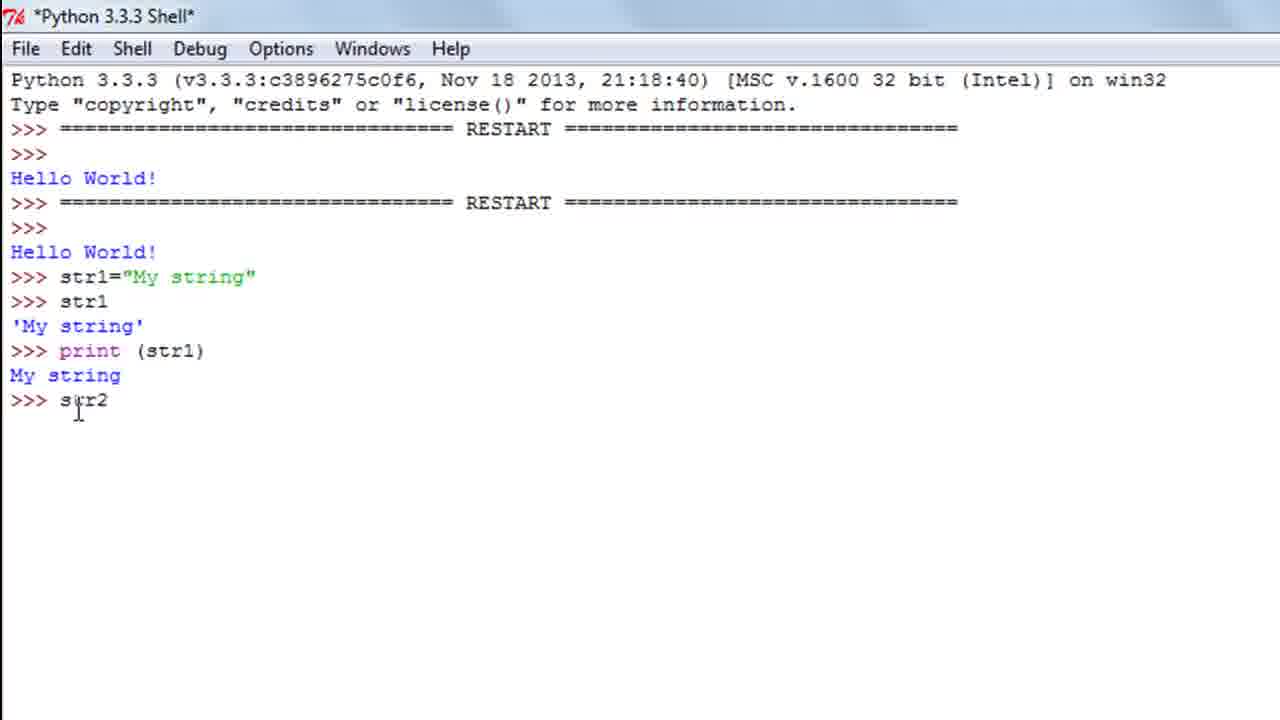 *Python 3.3.3 Shell*
File Edit Shell Debug Options Windows Help
Python 3.3.3 (v3.3.3:c3896275c0f6, Nov 18 2013, 21:18:40) [MSC v.1600 32 bit (Intel)] on win32
Type "copyright", "credits" or "license()" for more information.
>>> ================================ RESTART ================================
>>>
Hello World!
>>> ================================ RESTART ================================
>>>
Hello World!
>>> str1="My string"
>>> str1
'My string'
>>> print (str1)
My string
>>> str2